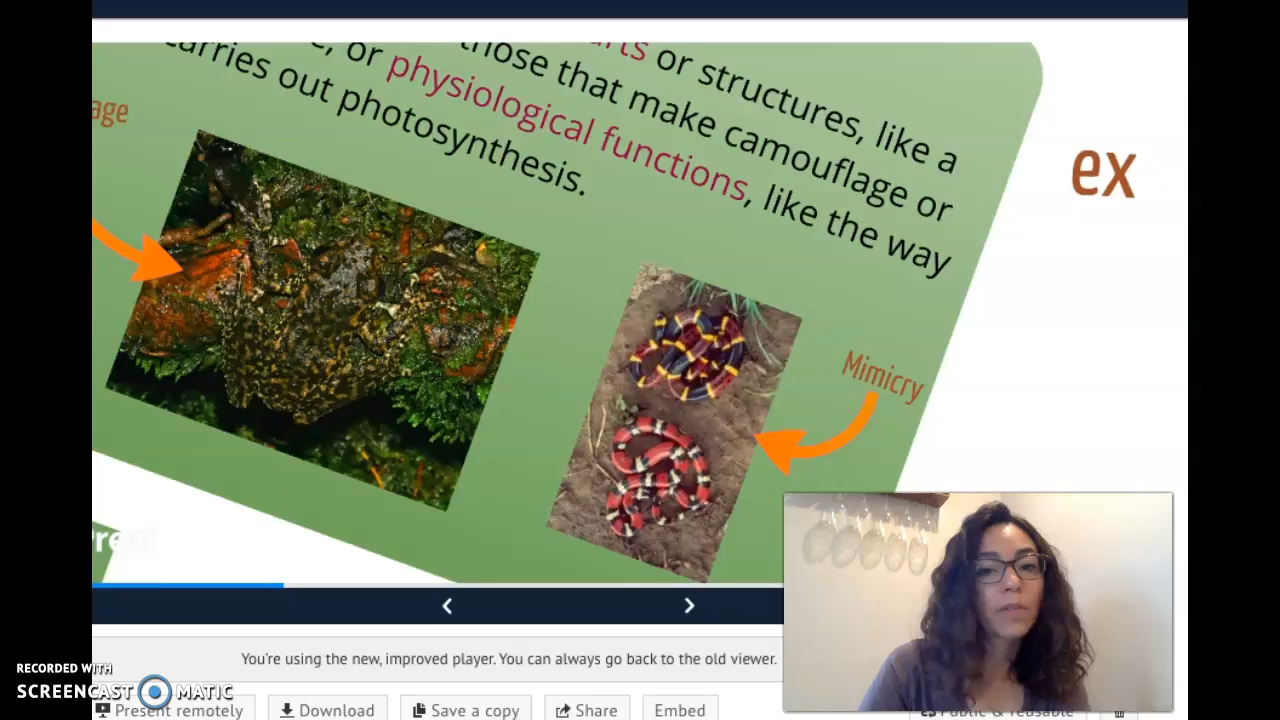 or structures, like a
those that make camouflage or
or physiological functions, like the way
carries out photosynthesis.
ex
Mimicry
You're using the new, improved player. You can always go back to the old viewer.
RECORDED WITH
SCREENCAST MATIC
Present remotely
Download
Save a copy
Share
Embed
Public & reusable